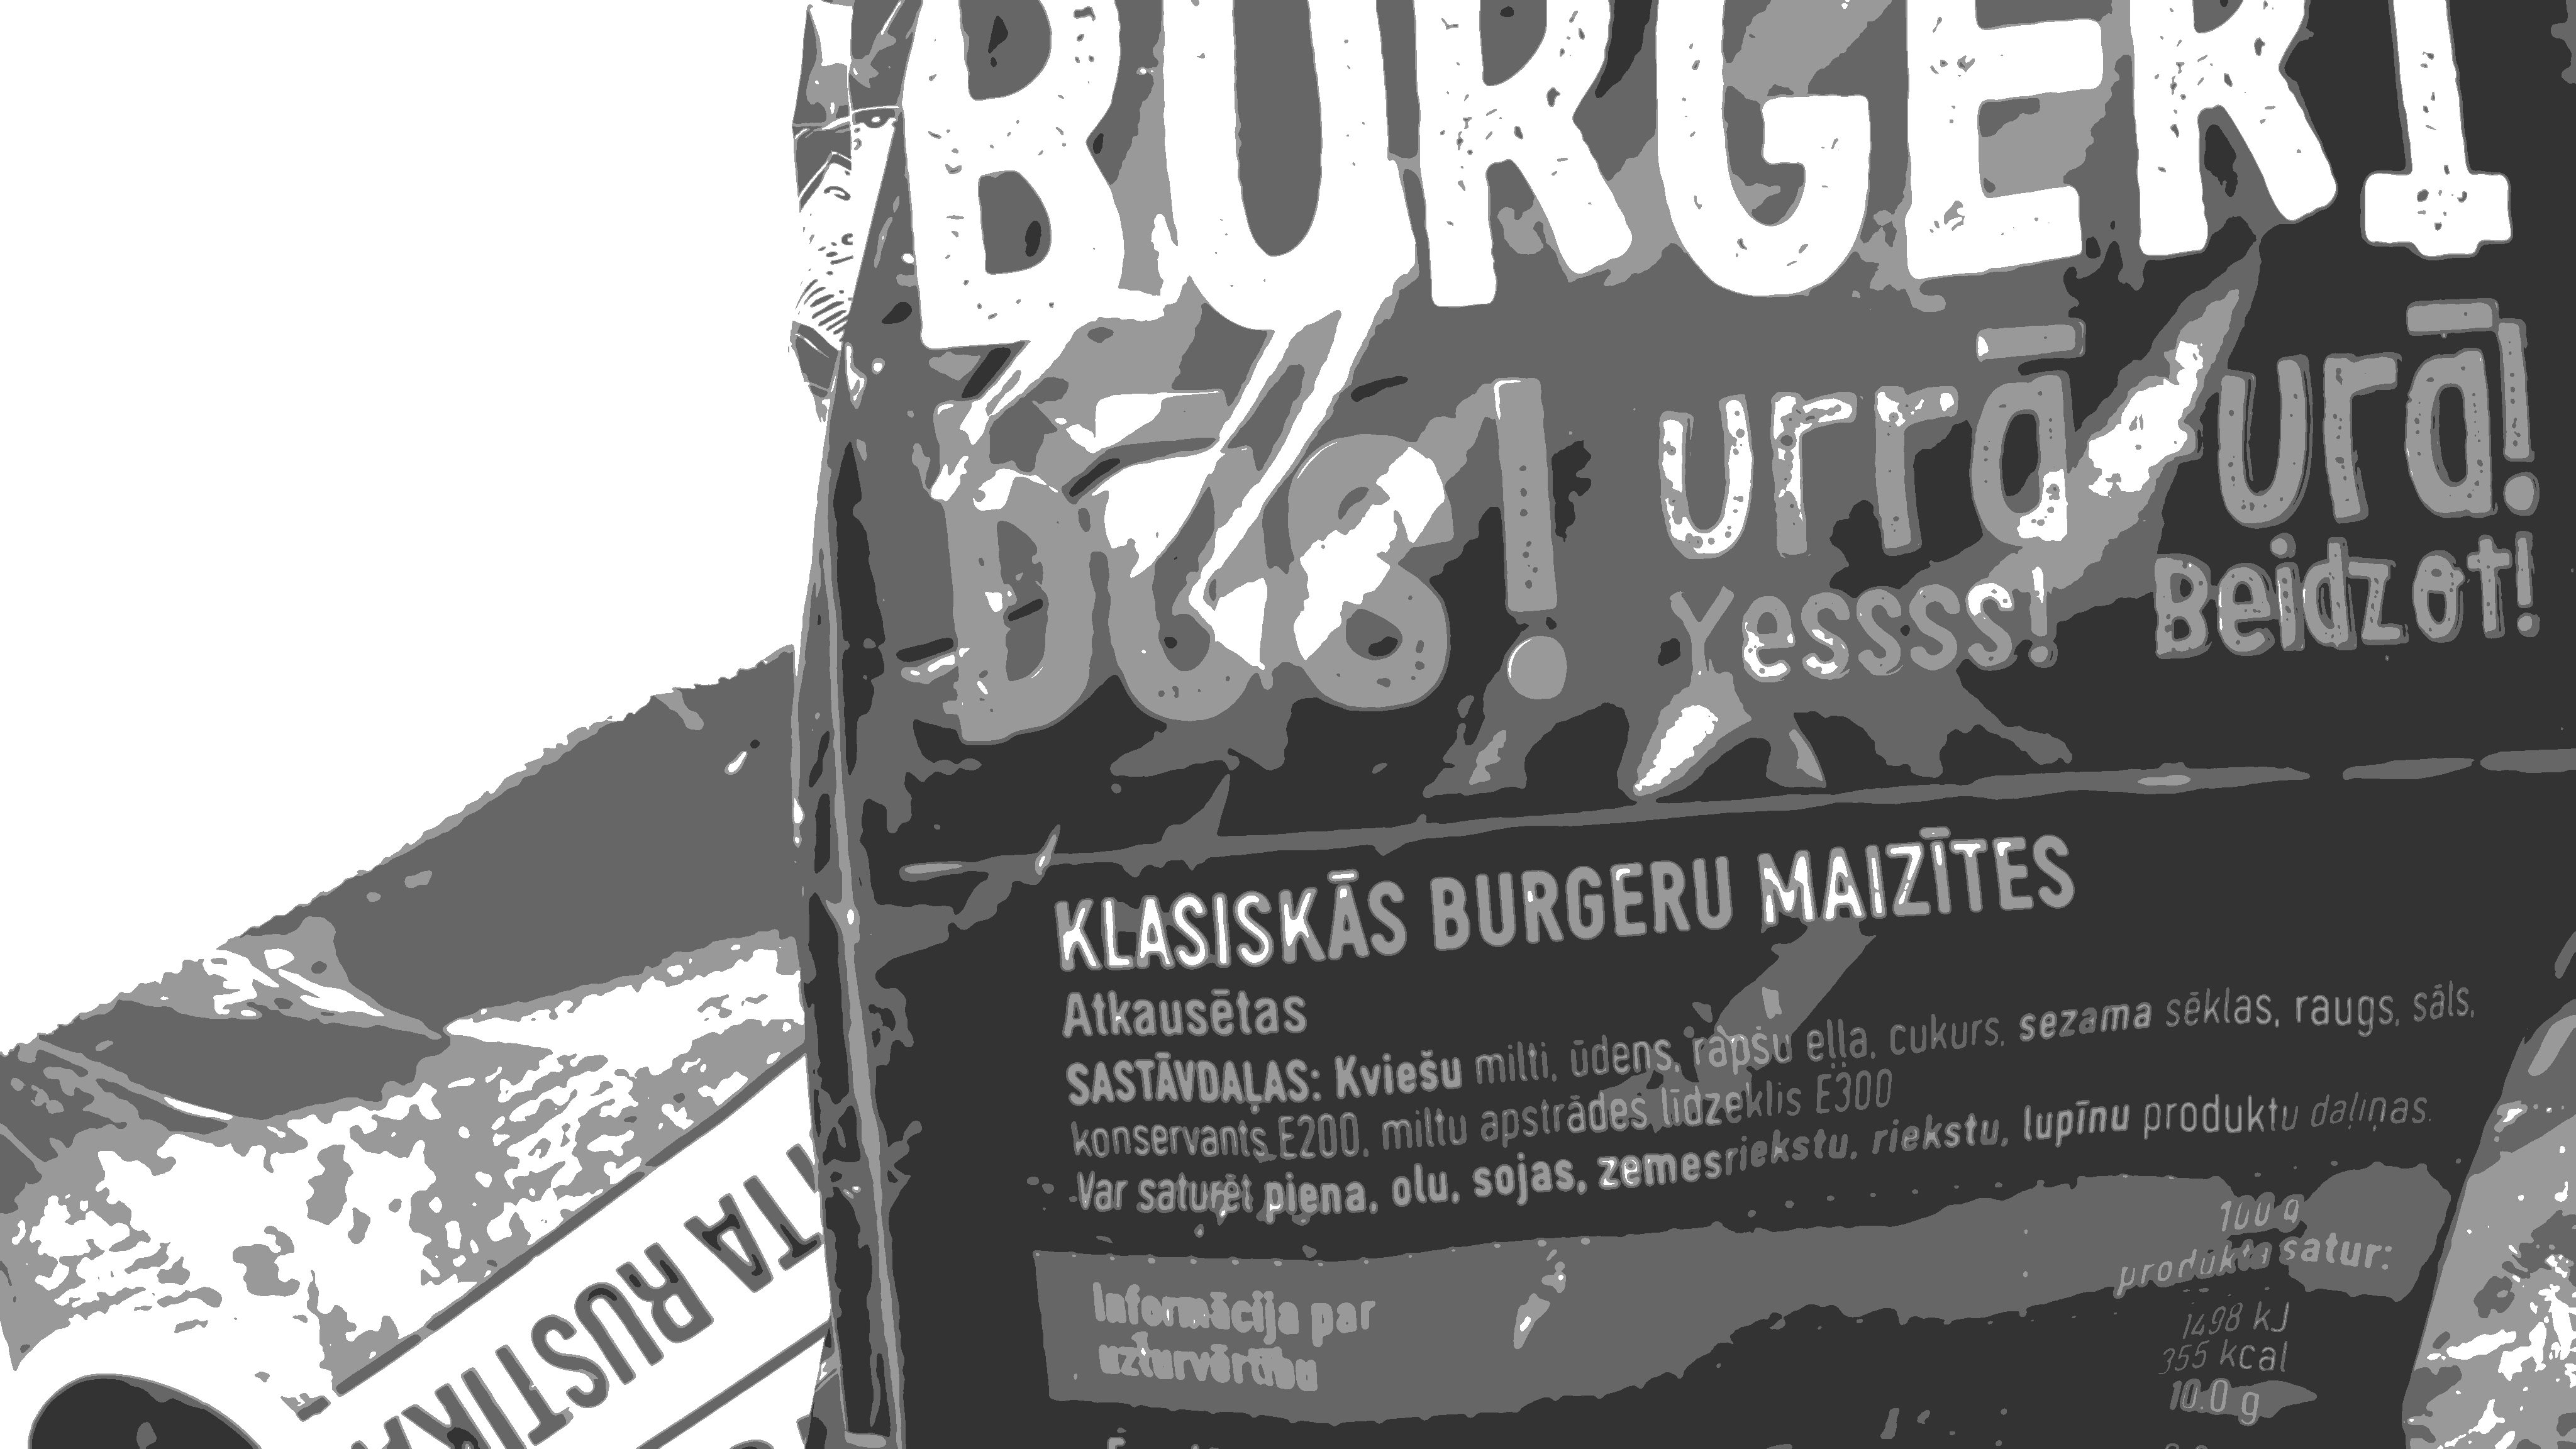 BURGERI
BŪS! urrā urā!
Yessss! Beidzot!
KLASISKĀS BURGERU MAIZĪTES
Atkausētas
SASTĀVDAĻAS: Kviešu milti, ūdens, rapšu eļļa, cukurs, sezama sēklas, raugs, sāls,
konservants E200, miltu apstrādes līdzeklis E300
Var saturēt piena, olu, sojas, zemesriekstu, riekstu, lupīnu produktu daļiņas.
Informācija par
uzturvērtību
100 g
produkta satur:
1498 kJ
355 kcal
10.0 g
TA RUSTIKA